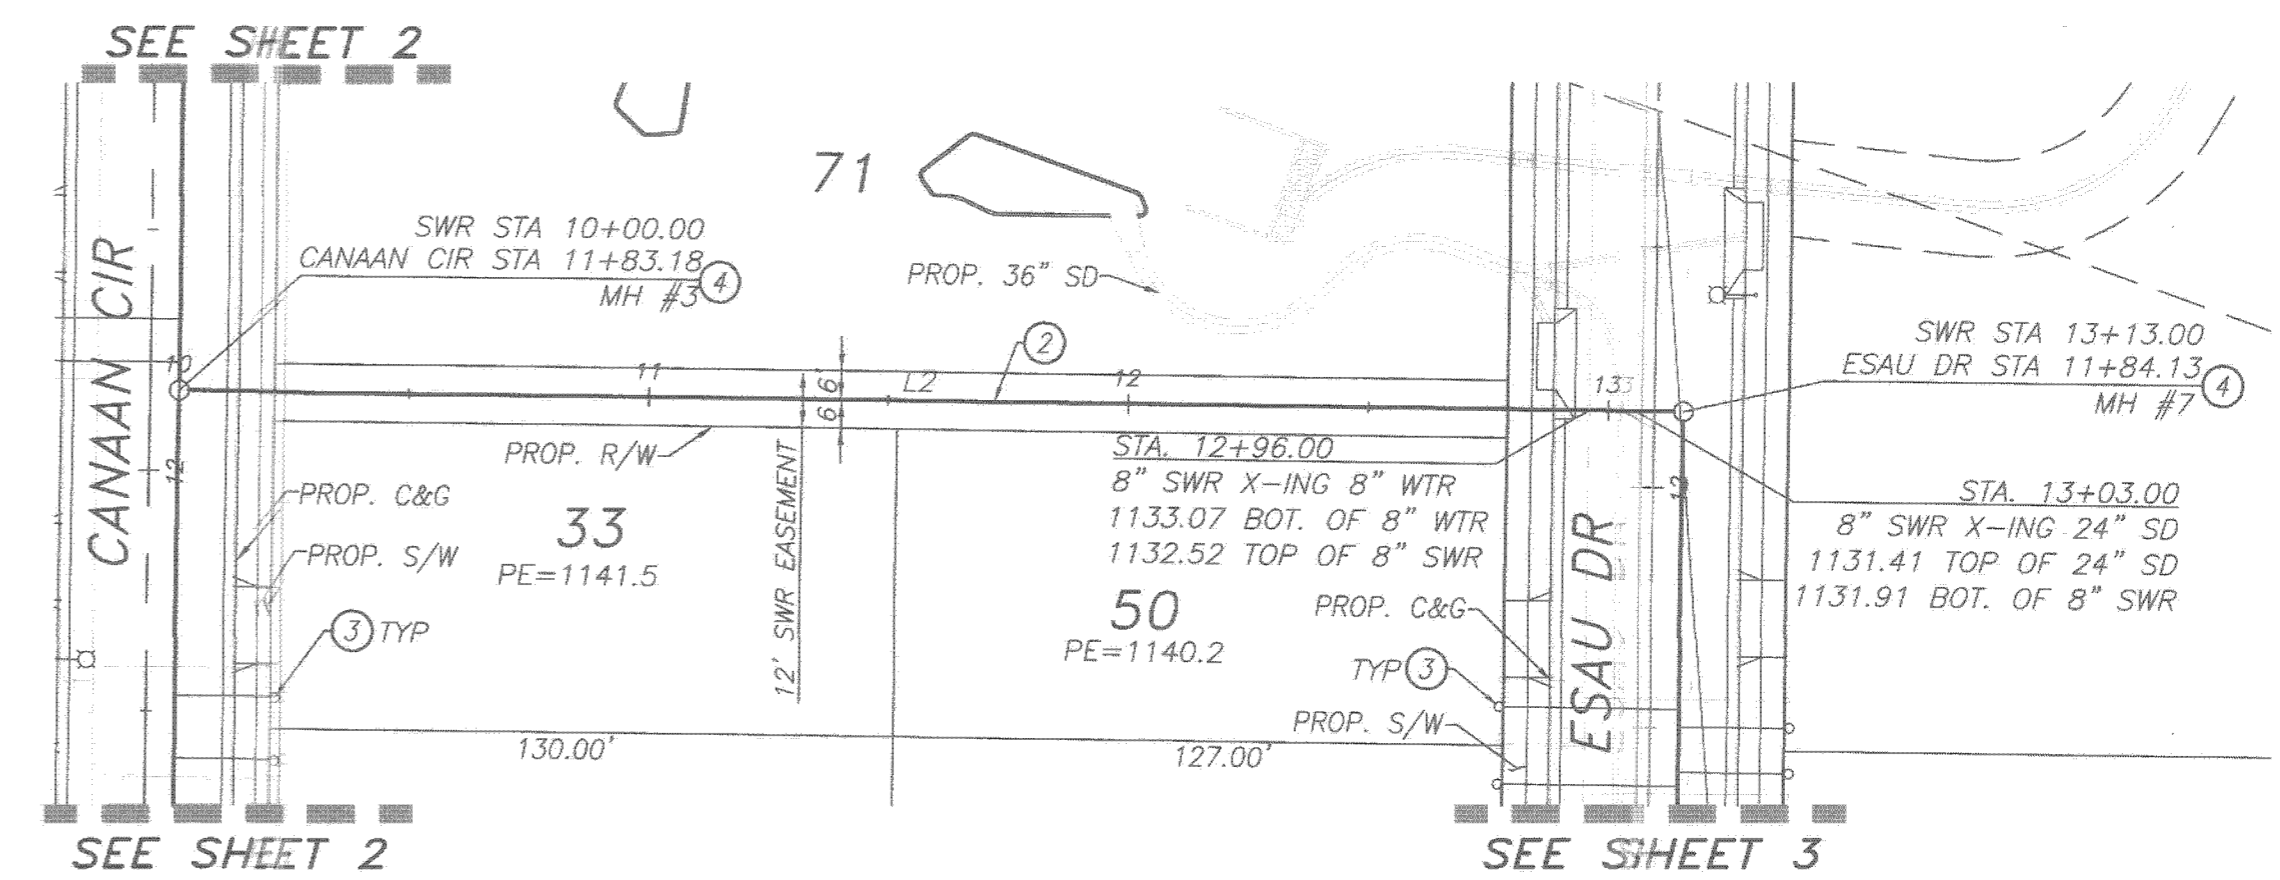 SEE SHEET 2
71
SWR STA 10+00.00
CANAAN CIR STA 11+83.18
MH #3
4
PROP. 36" SD
CANAAN CIR
10
11
6
6
L2
2
12
13
SWR STA 13+13.00
ESAU DR STA 11+84.13
MH #7
4
12
PROP. R/W
12' SWR EASEMENT
STA. 12+96.00
8" SWR X-ING 8" WTR
1133.07 BOT. OF 8" WTR
1132.52 TOP OF 8" SWR
12
STA. 13+03.00
8" SWR X-ING 24" SD
1131.41 TOP OF 24" SD
1131.91 BOT. OF 8" SWR
PROP. C&G
PROP. S/W
33
PE=1141.5
3 TYP
50
PE=1140.2
PROP. C&G
TYP 3
PROP. S/W
ESAU DR
130.00'
127.00'
SEE SHEET 2
SEE SHEET 3